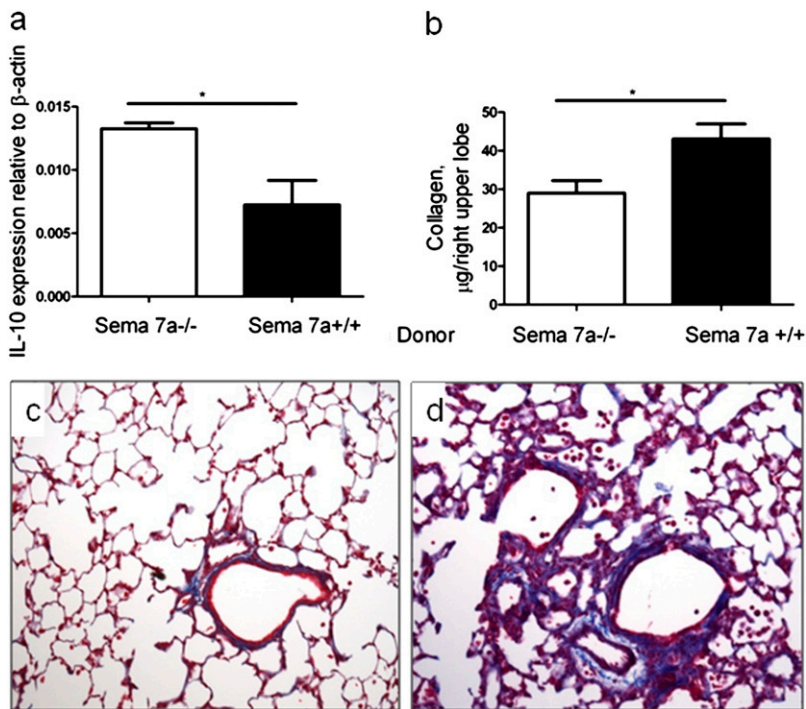 a
IL-10 expression relative to β-actin
0.015
0.010
0.005
0.000
*
Sema 7a-/-
Sema 7a+/+
b
Collagen,
µg/right upper lobe
50
40
30
20
10
0
*
Donor
Sema 7a-/-
Sema 7a +/+
c
d